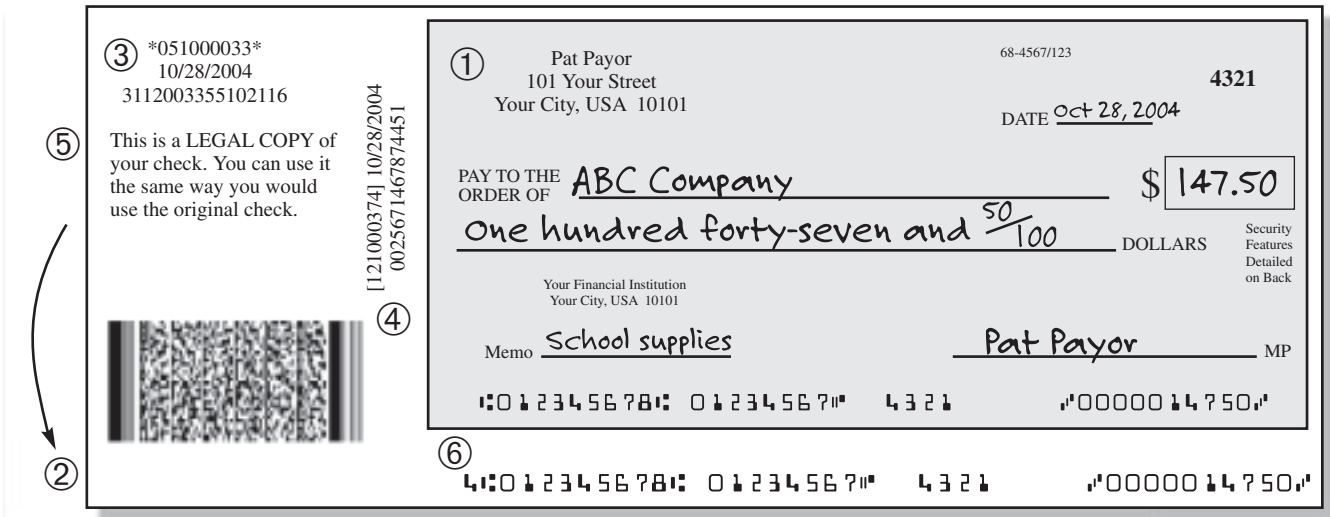 ③ *051000033*
10/28/2004
3112003355102116
⑤ This is a LEGAL COPY of
your check. You can use it
the same way you would
use the original check.
②
[121000374] 10/28/2004
0025671467874451
④
① Pat Payor
101 Your Street
Your City, USA 10101
68-4567/123
4321
DATE Oct 28, 2004
PAY TO THE
ORDER OF ABC Company $ 147.50
One hundred forty-seven and 50/100 DOLLARS
Security
Features
Detailed
on Back
Your Financial Institution
Your City, USA 10101
Memo School supplies Pat Payor MP
⑆012345678⑆ 01234567⑈ 4321 ⑇0000014750⑇
⑥
4⑆012345678⑆ 01234567⑈ 4321 ⑇0000014750⑇